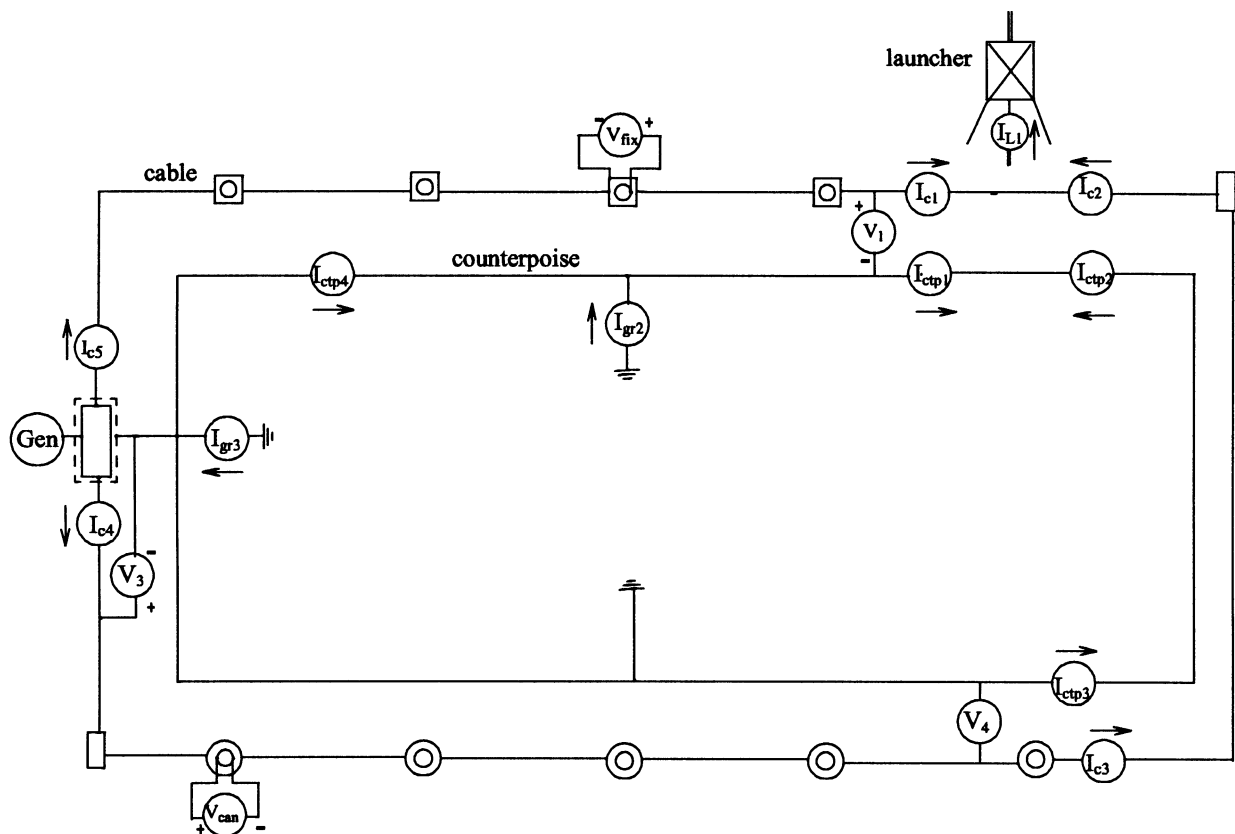 launcher
I_L1
- V_fix +
cable
I_c1
I_c2
-
+
V_1
-
counterpoise
I_ctp4
I_ctp1
I_ctp2
I_gr2
I_c5
Gen
I_gr3
I_c4
V_3
-
+
I_ctp3
V_4
I_c3
V_can
+ -